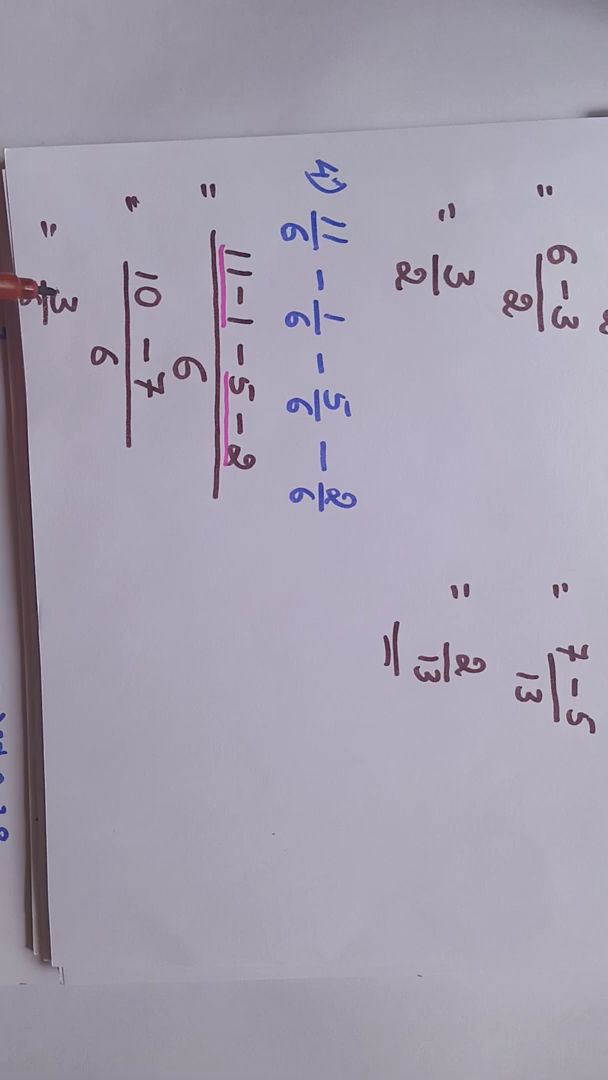 = 6 - 3 / 2
= 3 / 2
= 7 - 5 / 13
= 2 / 13
4) 11/6 - 1/6 - 5/6 - 2/6
= 11 - 1 - 5 - 2 / 6
= 10 - 7 / 6
= 3